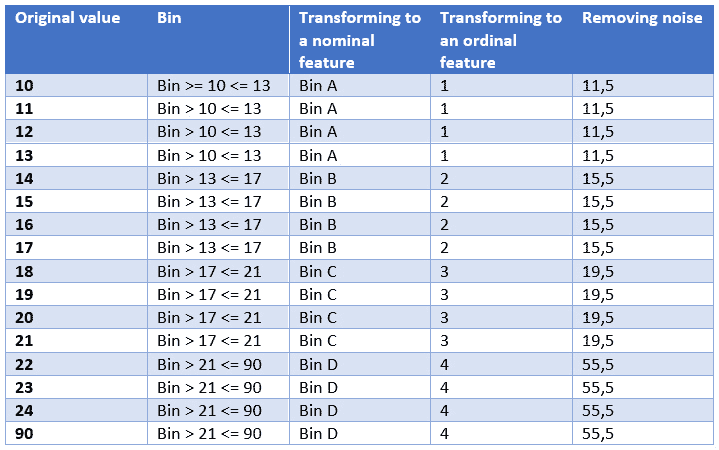 Original value Bin Transforming to a nominal feature Transforming to an ordinal feature Removing noise
10 Bin >= 10 <= 13 Bin A 1 11,5
11 Bin > 10 <= 13 Bin A 1 11,5
12 Bin > 10 <= 13 Bin A 1 11,5
13 Bin > 10 <= 13 Bin A 1 11,5
14 Bin > 13 <= 17 Bin B 2 15,5
15 Bin > 13 <= 17 Bin B 2 15,5
16 Bin > 13 <= 17 Bin B 2 15,5
17 Bin > 13 <= 17 Bin B 2 15,5
18 Bin > 17 <= 21 Bin C 3 19,5
19 Bin > 17 <= 21 Bin C 3 19,5
20 Bin > 17 <= 21 Bin C 3 19,5
21 Bin > 17 <= 21 Bin C 3 19,5
22 Bin > 21 <= 90 Bin D 4 55,5
23 Bin > 21 <= 90 Bin D 4 55,5
24 Bin > 21 <= 90 Bin D 4 55,5
90 Bin > 21 <= 90 Bin D 4 55,5